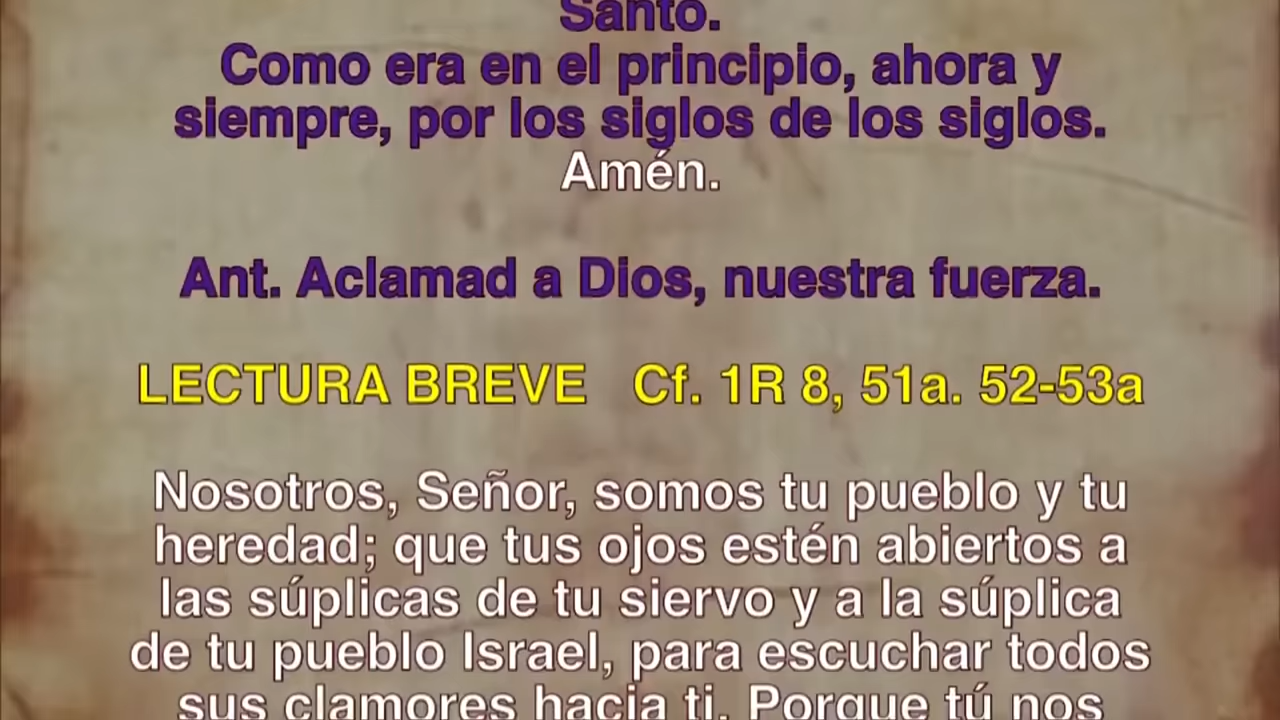 Santo.
Como era en el principio, ahora y
siempre, por los siglos de los siglos.
Amén.
Ant. Aclamad a Dios, nuestra fuerza.
LECTURA BREVE Cf. 1R 8, 51a. 52-53a
Nosotros, Señor, somos tu pueblo y tu
heredad; que tus ojos estén abiertos a
las súplicas de tu siervo y a la súplica
de tu pueblo Israel, para escuchar todos
sus clamores hacia ti. Porque tú nos